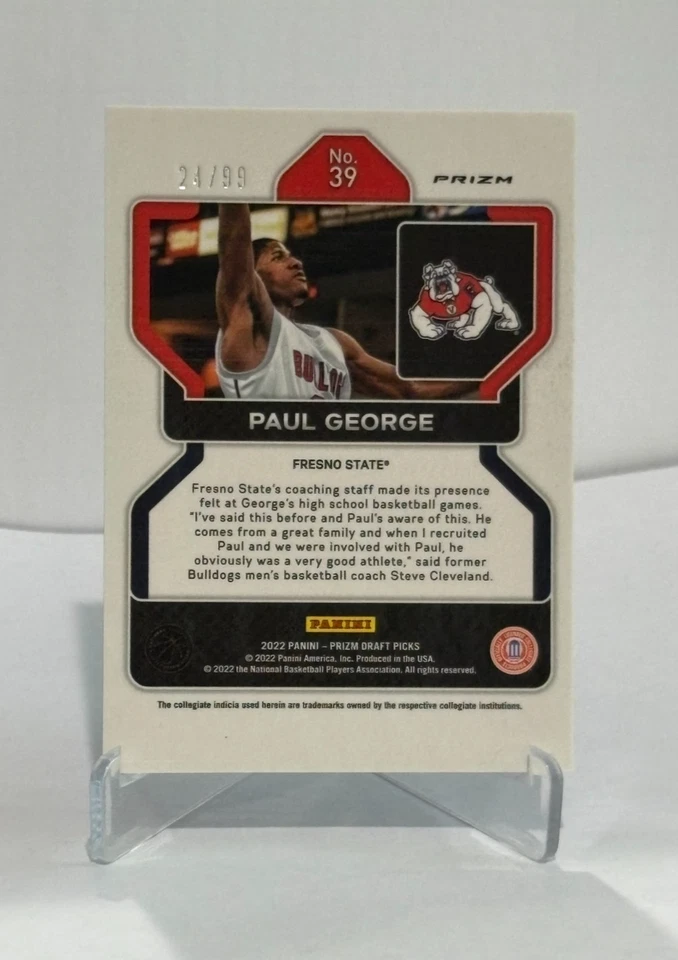 24/99
No.
39
PRIZM
BULLDO
PAUL GEORGE
FRESNO STATE®
Fresno State's coaching staff made its presence
felt at George's high school basketball games.
"I've said this before and Paul's aware of this. He
comes from a great family and when I recruited
Paul and we were involved with Paul, he
obviously was a very good athlete," said former
Bulldogs men's basketball coach Steve Cleveland.
PANINI
2022 PANINI – PRIZM DRAFT PICKS
© 2022 Panini America, Inc. Produced in the USA.
© 2022 the National Basketball Players Association. All rights reserved.
The collegiate indicia used herein are trademarks owned by the respective collegiate institutions.